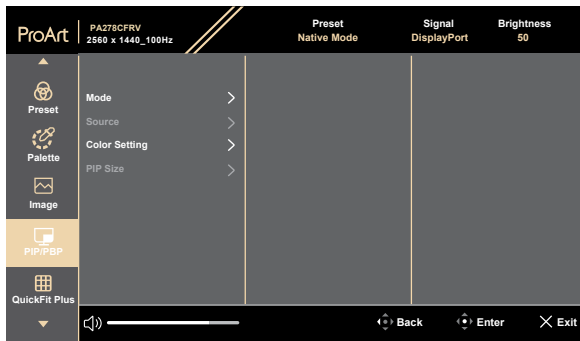 ProArt
PA278CFRV
2560 x 1440_100Hz
Preset
Native Mode
Signal
DisplayPort
Brightness
50
Preset
Palette
Image
PIP/PBP
QuickFit Plus
Mode
Source
Color Setting
PIP Size
Back
Enter
Exit